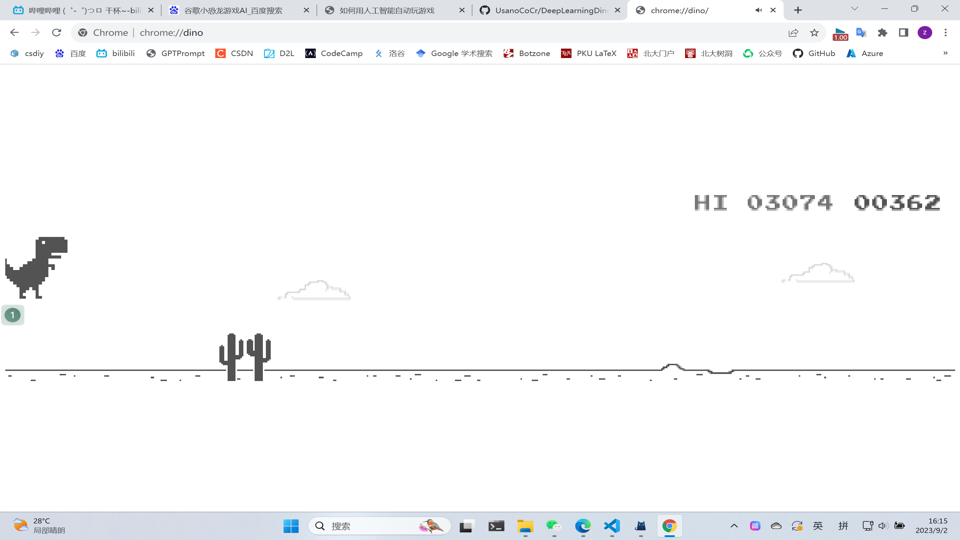 哔哩哔哩 (゜-゜)つロ 干杯~-bili
谷歌小恐龙游戏AI_百度搜索
如何用人工智能自动玩游戏
UsanoCoCr/DeepLearningDin
chrome://dino/
Chrome | chrome://dino
1.00
z
csdiy
百度
bilibili
GPTPrompt
CSDN
D2L
CodeCamp
洛谷
Google 学术搜索
Botzone
PKU LaTeX
北大门户
北大树洞
公众号
GitHub
Azure
»
HI 03074 00362
1
28°C
局部晴朗
搜索
英
拼
16:15
2023/9/2